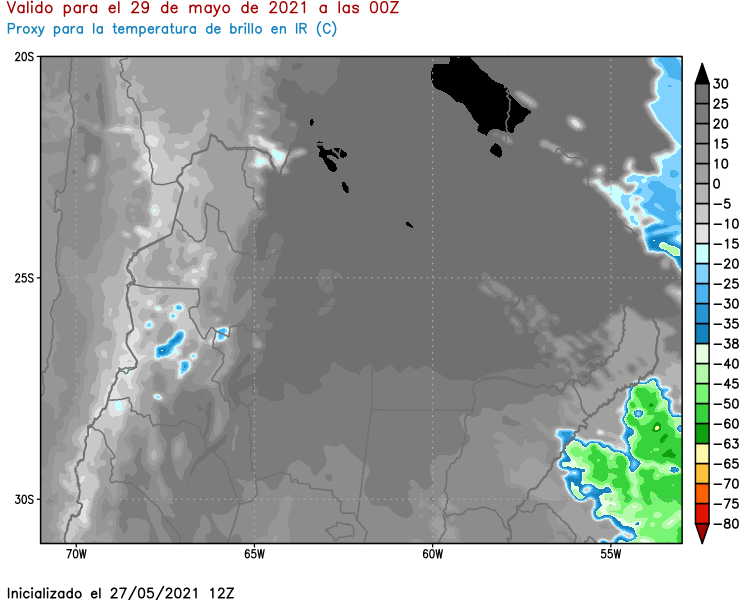 Valido para el 29 de mayo de 2021 a las 00Z
Proxy para la temperatura de brillo en IR (C)
20S
25S
30S
70W
65W
60W
55W
30
25
20
15
10
0
−5
−10
−15
−20
−25
−30
−35
−38
−40
−45
−50
−60
−63
−65
−70
−75
−80
Inicializado el 27/05/2021 12Z